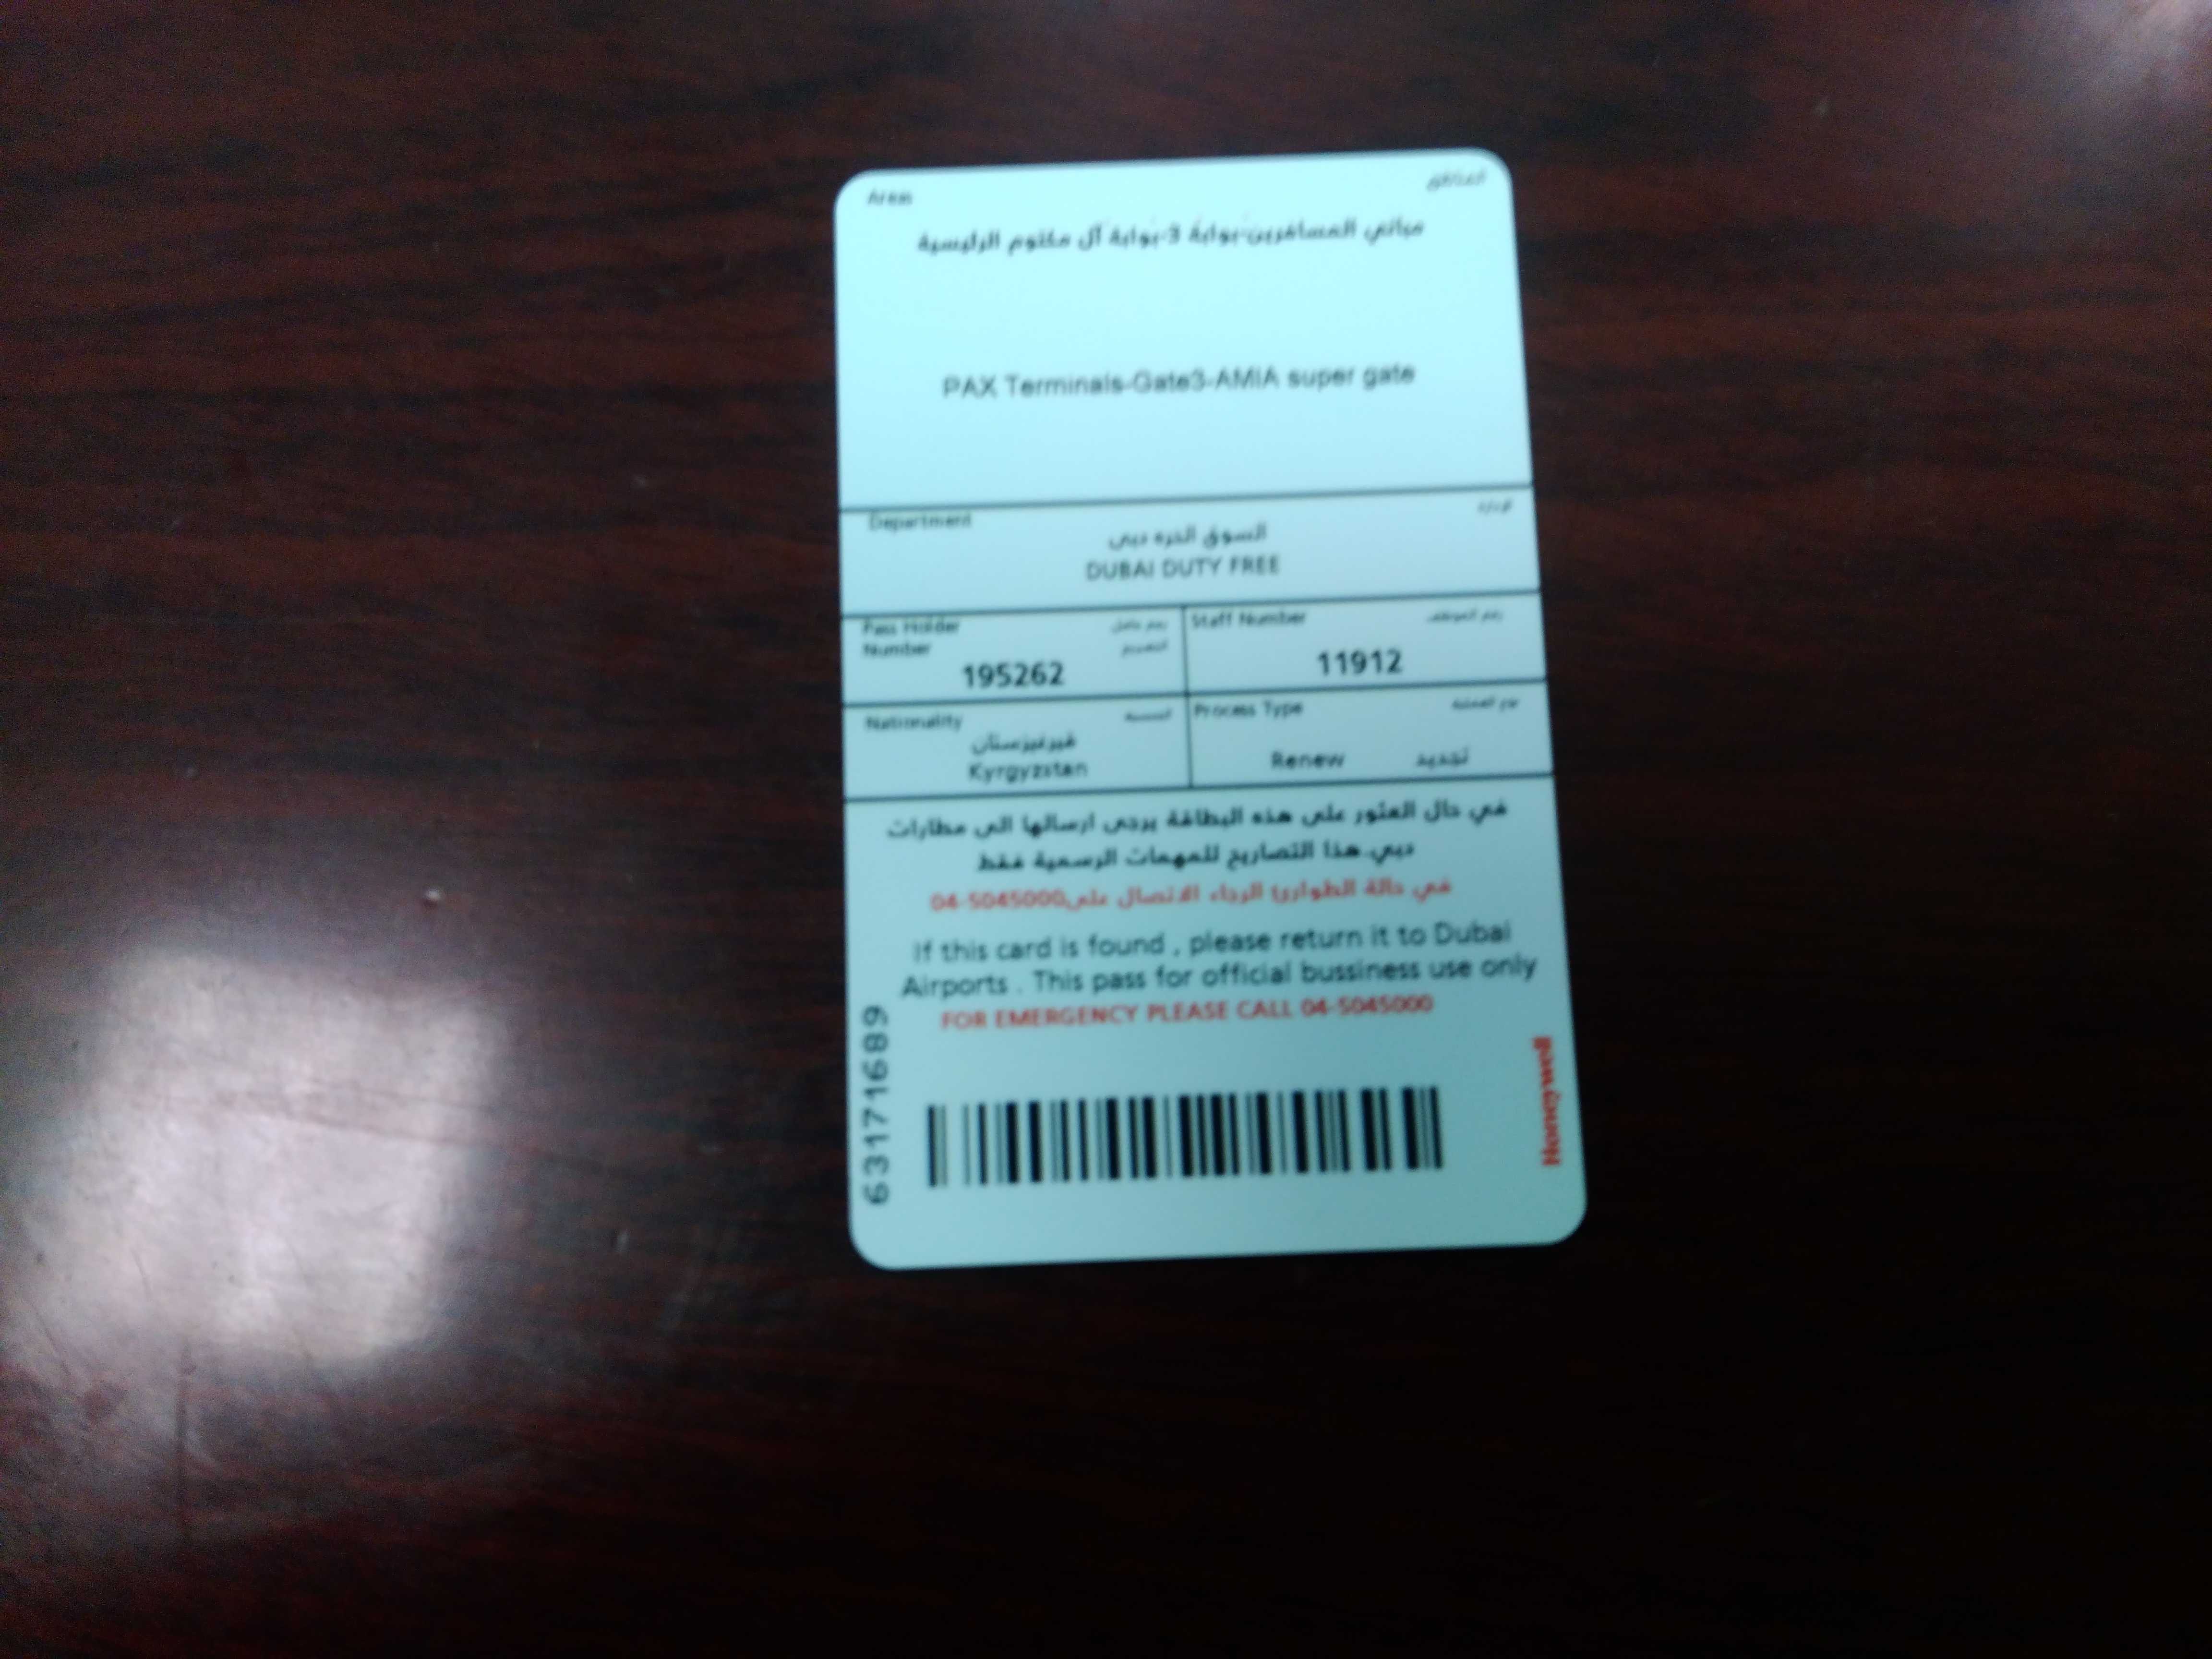 Areas المناطق
مباني المسافرين-بوابة 3-بوابة آل مكتوم الرئيسية
PAX Terminals-Gate3-AMIA super gate
Department الإدارة
السوق الحره دبي
DUBAI DUTY FREE
Pass Holder رقم حامل
Number التصريح
195262
Staff Number رقم الموظف
11912
Nationality الجنسية
قيرغيزستان
Kyrgyzstan
Process Type نوع العملية
Renew تجديد
في حال العثور على هذه البطاقة يرجى ارسالها الى مطارات
دبي.هذا التصاريح للمهمات الرسمية فقط
في حالة الطوارئ الرجاء الاتصال على04-5045000
If this card is found , please return it to Dubai
Airports . This pass for official bussiness use only
FOR EMERGENCY PLEASE CALL 04-5045000
63171689
Honeywell